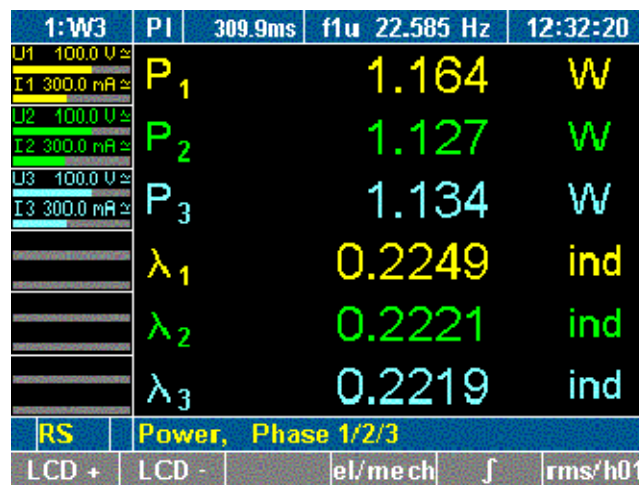 1:W3 PI 309.9ms f1u 22.585 Hz 12:32:20
U1 100.0 V ≃
I1 300.0 mA ≃
P1 1.164 W
U2 100.0 V ≃
I2 300.0 mA ≃
P2 1.127 W
U3 100.0 V ≃
I3 300.0 mA ≃
P3 1.134 W
λ1 0.2249 ind
λ2 0.2221 ind
λ3 0.2219 ind
RS Power, Phase 1/2/3
LCD + LCD - el/mech ∫ rms/h01